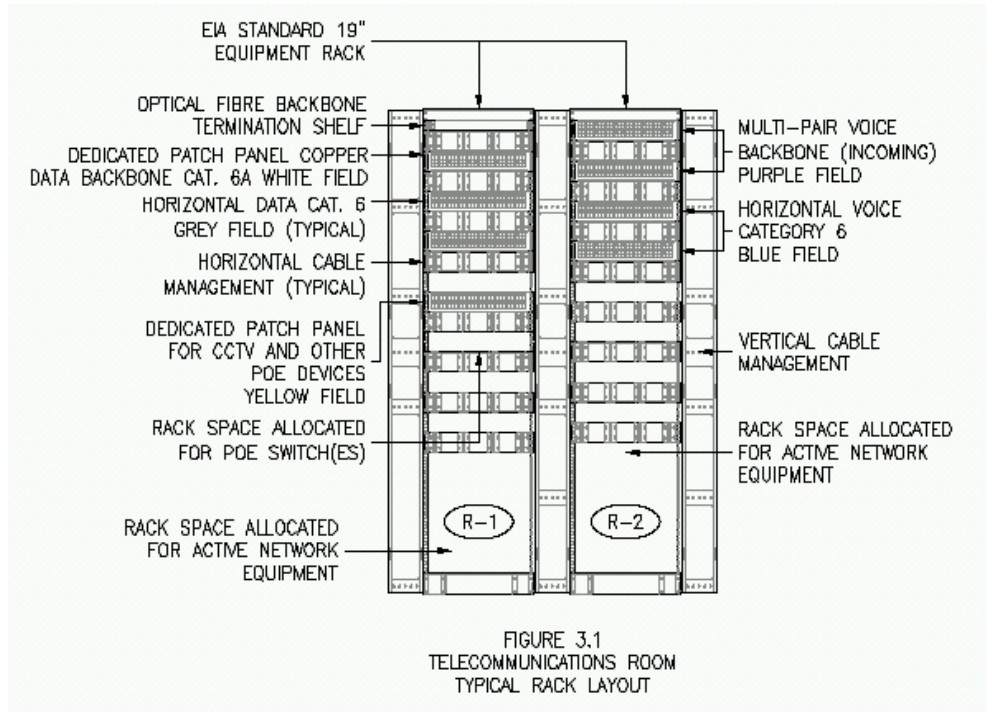 EIA STANDARD 19"
EQUIPMENT RACK
OPTICAL FIBRE BACKBONE
TERMINATION SHELF
DEDICATED PATCH PANEL COPPER
DATA BACKBONE CAT. 6A WHITE FIELD
HORIZONTAL DATA CAT. 6
GREY FIELD (TYPICAL)
HORIZONTAL CABLE
MANAGEMENT (TYPICAL)
DEDICATED PATCH PANEL
FOR CCTV AND OTHER
POE DEVICES
YELLOW FIELD
RACK SPACE ALLOCATED
FOR POE SWITCH(ES)
RACK SPACE ALLOCATED
FOR ACTIVE NETWORK
EQUIPMENT
R-1
R-2
MULTI-PAIR VOICE
BACKBONE (INCOMING)
PURPLE FIELD
HORIZONTAL VOICE
CATEGORY 6
BLUE FIELD
VERTICAL CABLE
MANAGEMENT
RACK SPACE ALLOCATED
FOR ACTIVE NETWORK
EQUIPMENT
FIGURE 3.1
TELECOMMUNICATIONS ROOM
TYPICAL RACK LAYOUT